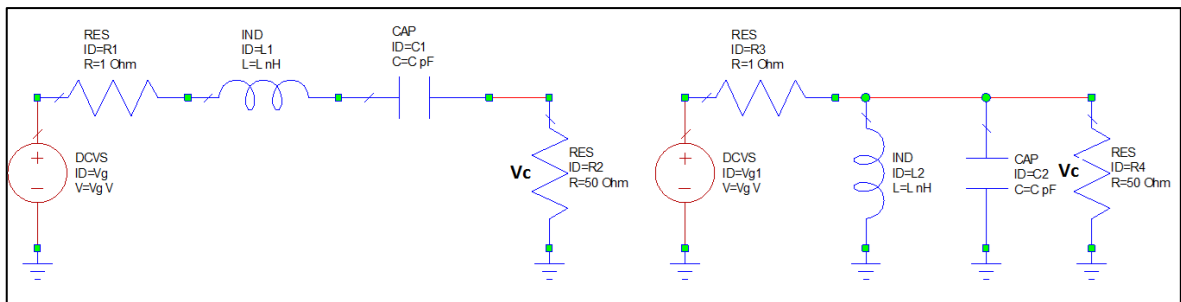 RES
ID=R1
R=1 Ohm
IND
ID=L1
L=L nH
CAP
ID=C1
C=C pF
DCVS
ID=Vg
V=Vg V
Vc
RES
ID=R2
R=50 Ohm
RES
ID=R3
R=1 Ohm
DCVS
ID=Vg1
V=Vg V
IND
ID=L2
L=L nH
CAP
ID=C2
C=C pF
Vc
RES
ID=R4
R=50 Ohm